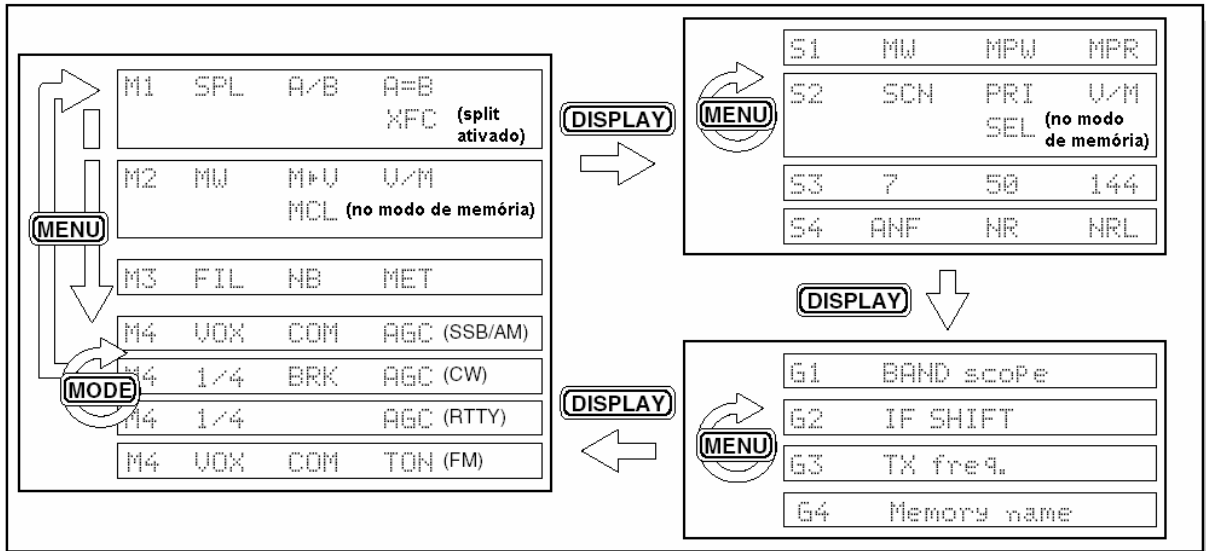 M1 SPL A/B A=B
XFC (split ativado)
M2 MW M▸V V/M
MCL (no modo de memória)
MENU
M3 FIL NB MET
M4 VOX COM AGC (SSB/AM)
MODE
M4 1/4 BRK AGC (CW)
M4 1/4 AGC (RTTY)
M4 VOX COM TON (FM)
DISPLAY
S1 MW MPW MPR
MENU
S2 SCN PRI V/M
SEL (no modo de memória)
S3 7 50 144
S4 ANF NR NRL
DISPLAY
G1 BAND scoPe
G2 IF SHIFT
MENU
G3 TX freq.
G4 Memory name
DISPLAY